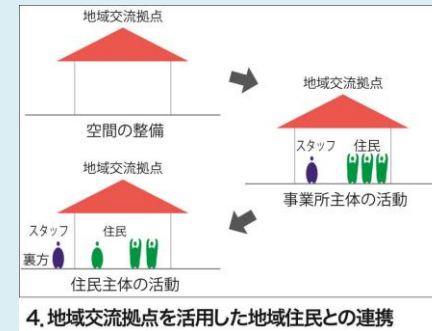 地域交流拠点
空間の整備
地域交流拠点
スタッフ 住民
事業所主体の活動
地域交流拠点
スタッフ 住民
裏方
住民主体の活動
4.地域交流拠点を活用した地域住民との連携